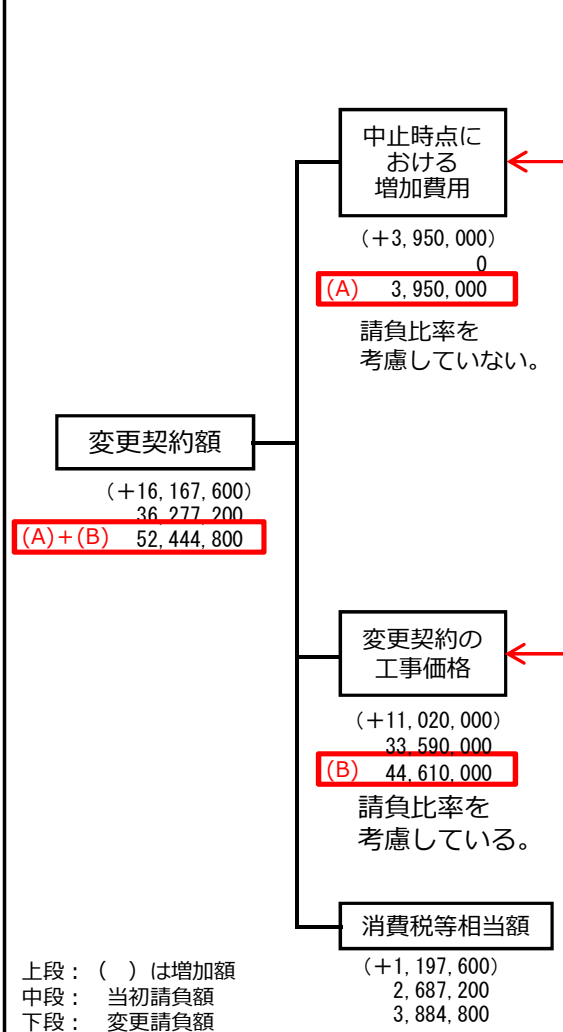 中止時点に
おける
増加費用
(+3,950,000)
0
(A) 3,950,000
請負比率を
考慮していない。
変更契約額
(+16,167,600)
36,277,200
(A)+(B) 52,444,800
変更契約の
工事価格
(+11,020,000)
33,590,000
(B) 44,610,000
請負比率を
考慮している。
消費税等相当額
(+1,197,600)
2,687,200
3,884,800
上段:( )は増加額
中段: 当初請負額
下段: 変更請負額